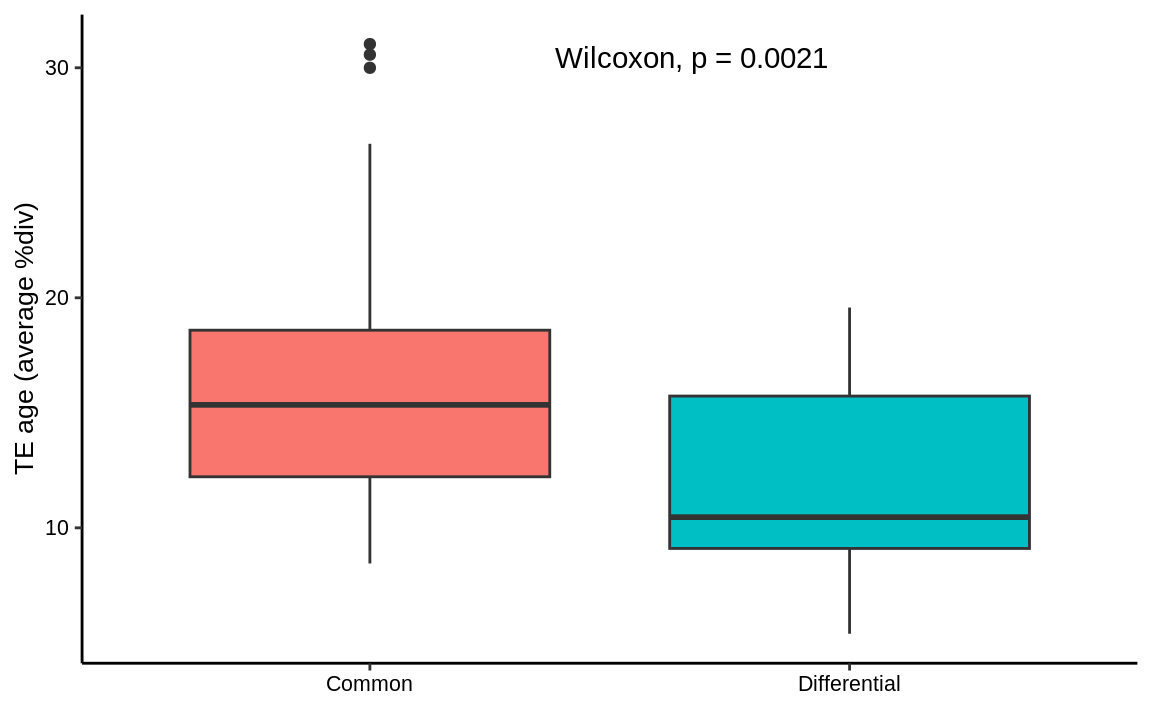 Wilcoxon, p = 0.0021
30
20
10
TE age (average %div)
Common
Differential